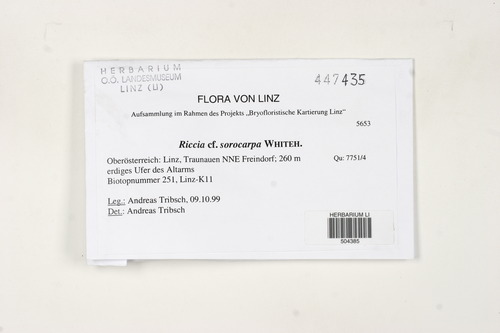 HERBARIUM
O.Ö. LANDESMUSEUM
LINZ (LI)
447435
FLORA VON LINZ
Aufsammlung im Rahmen des Projekts „Bryofloristische Kartierung Linz“
5653
Riccia cf. sorocarpa WHITEH.
Oberösterreich: Linz, Traunauen NNE Freindorf; 260 m
Qu: 7751/4
erdiges Ufer des Altarms
Biotopnummer 251, Linz-K11
Leg.: Andreas Tribsch, 09.10.99
Det.: Andreas Tribsch
HERBARIUM LI
504385